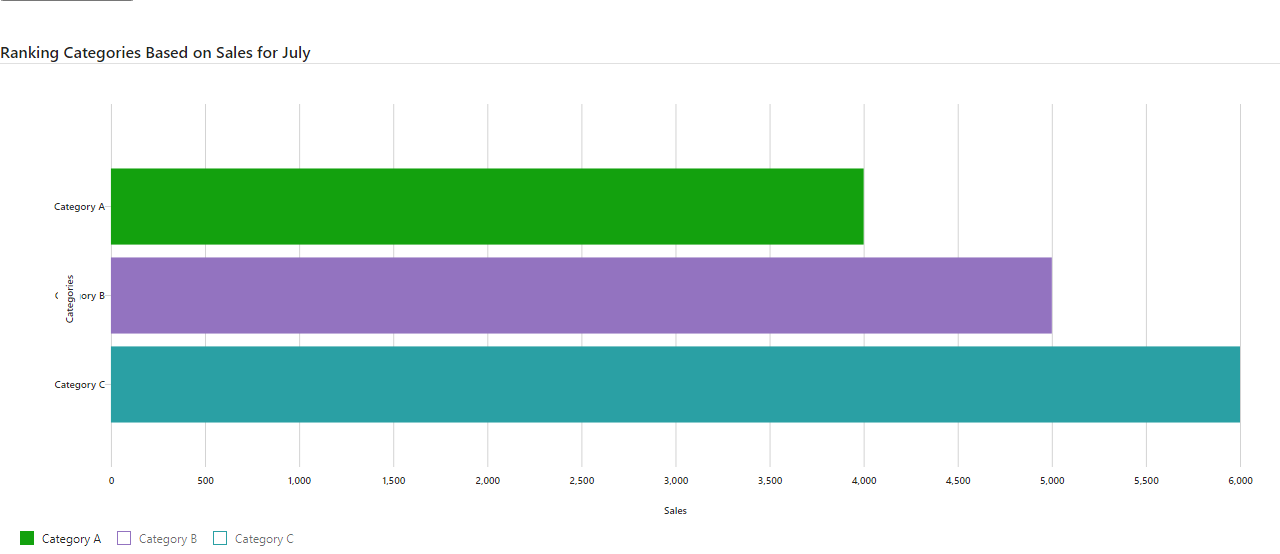 Ranking Categories Based on Sales for July
Category A
Categories
ory B
Category C
0 500 1,000 1,500 2,000 2,500 3,000 3,500 4,000 4,500 5,000 5,500 6,000
Sales
Category A Category B Category C